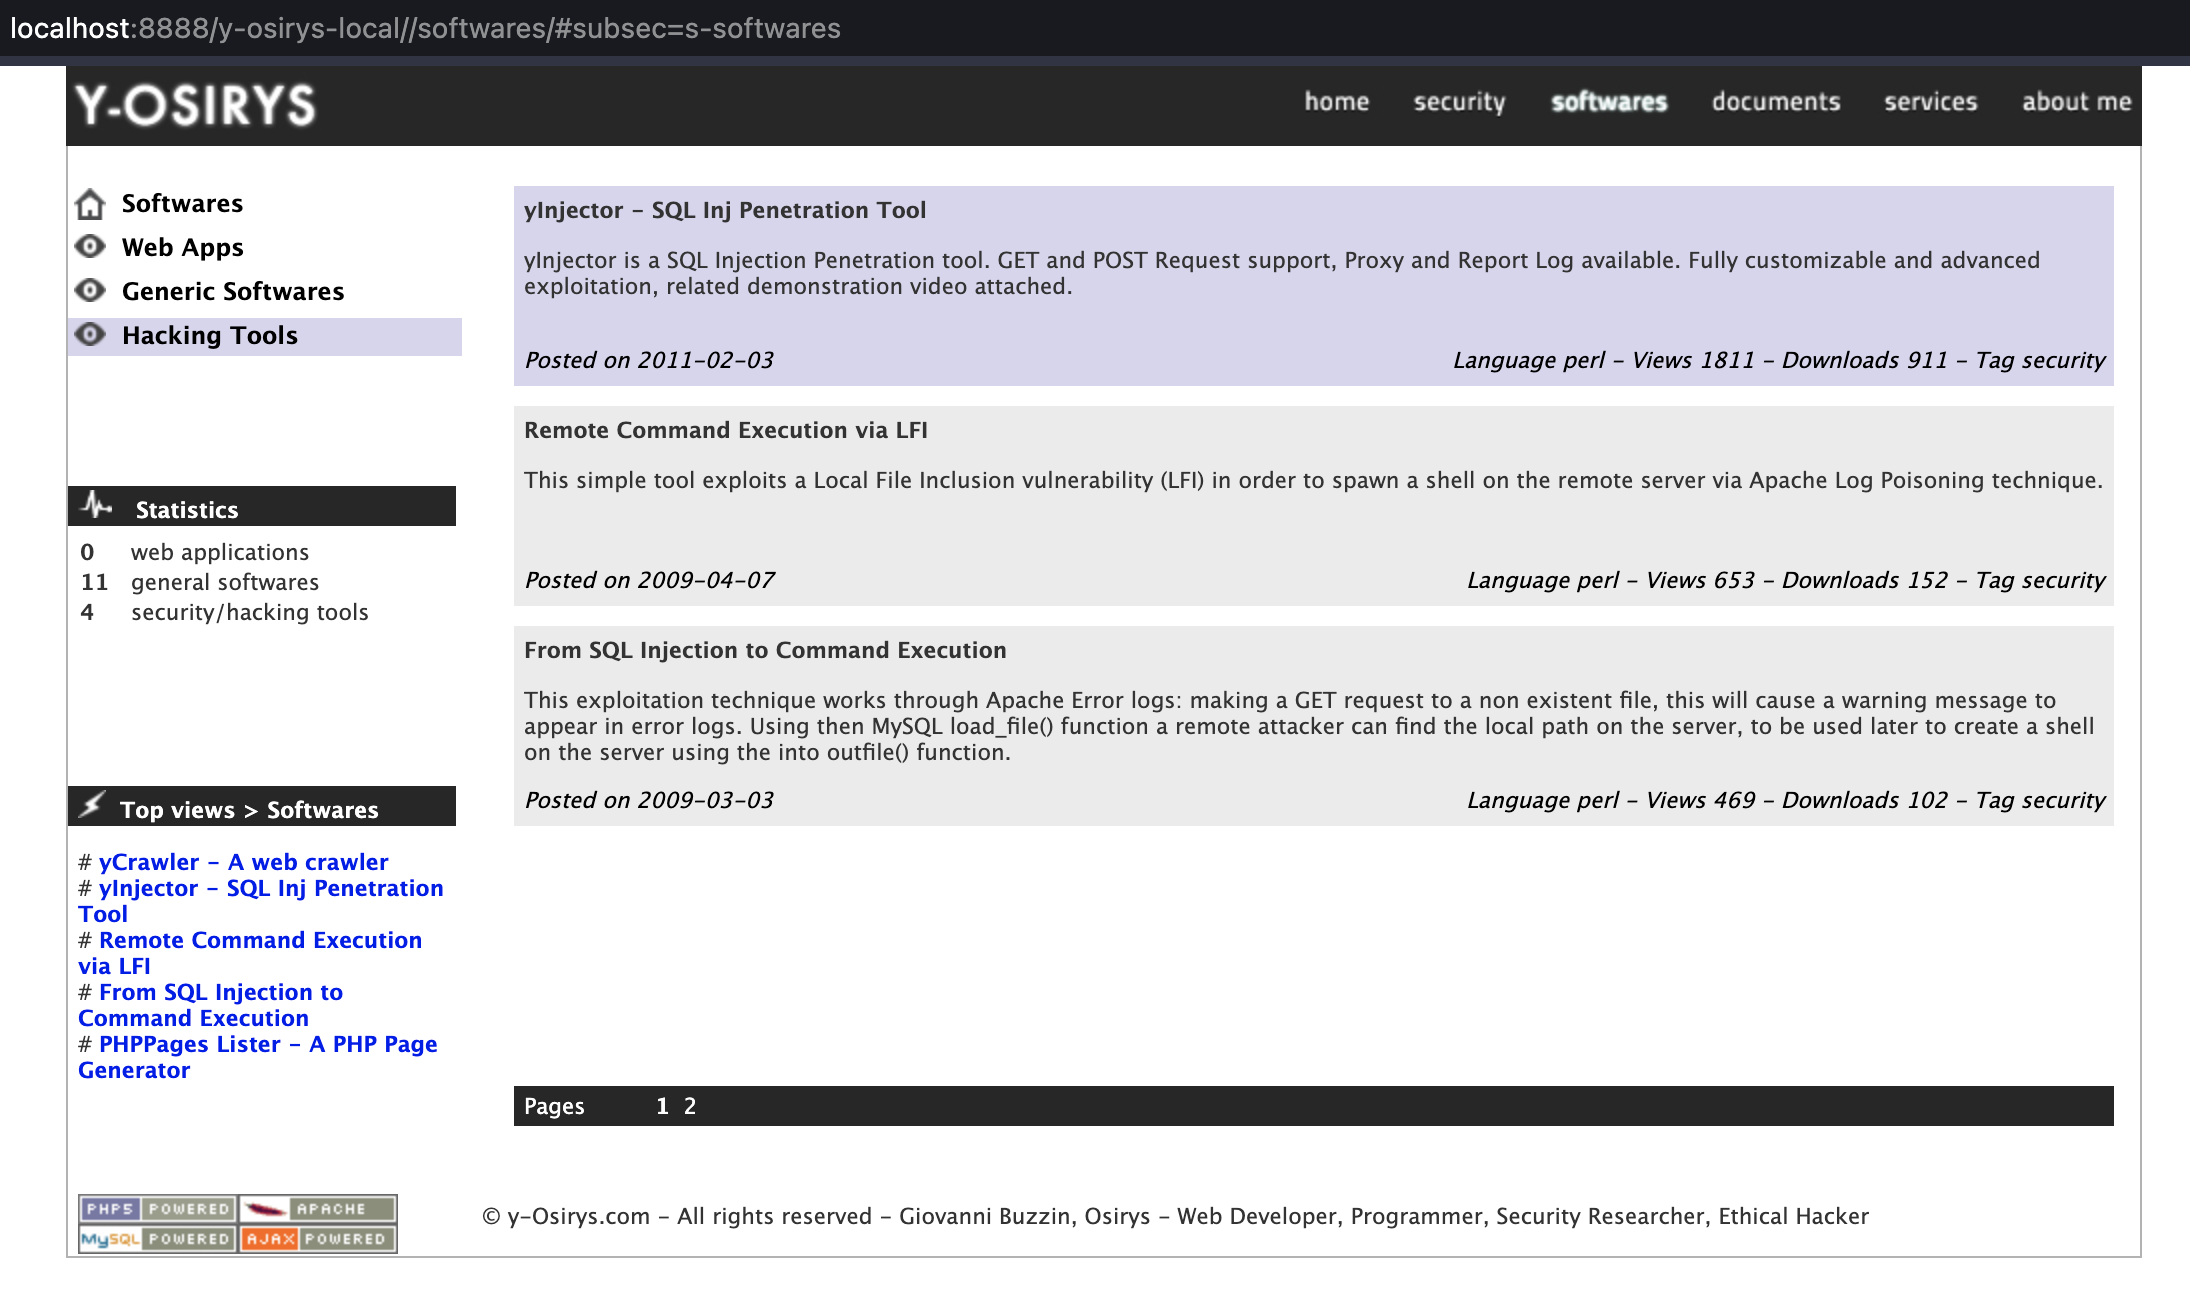 localhost:8888/y-osirys-local//softwares/#subsec=s-softwares
Y-OSIRYS
home security softwares documents services about me
Softwares
Web Apps
Generic Softwares
Hacking Tools
Statistics
0 web applications
11 general softwares
4 security/hacking tools
Top views > Softwares
# yCrawler - A web crawler
# yInjector - SQL Inj Penetration
Tool
# Remote Command Execution
via LFI
# From SQL Injection to
Command Execution
# PHPPages Lister - A PHP Page
Generator
yInjector - SQL Inj Penetration Tool
yInjector is a SQL Injection Penetration tool. GET and POST Request support, Proxy and Report Log available. Fully customizable and advanced
exploitation, related demonstration video attached.
Posted on 2011-02-03 Language perl - Views 1811 - Downloads 911 - Tag security
Remote Command Execution via LFI
This simple tool exploits a Local File Inclusion vulnerability (LFI) in order to spawn a shell on the remote server via Apache Log Poisoning technique.
Posted on 2009-04-07 Language perl - Views 653 - Downloads 152 - Tag security
From SQL Injection to Command Execution
This exploitation technique works through Apache Error logs: making a GET request to a non existent file, this will cause a warning message to
appear in error logs. Using then MySQL load_file() function a remote attacker can find the local path on the server, to be used later to create a shell
on the server using the into outfile() function.
Posted on 2009-03-03 Language perl - Views 469 - Downloads 102 - Tag security
Pages 1 2
PHP5 POWERED APACHE
MySQL POWERED AJAX POWERED
© y-Osirys.com - All rights reserved - Giovanni Buzzin, Osirys - Web Developer, Programmer, Security Researcher, Ethical Hacker